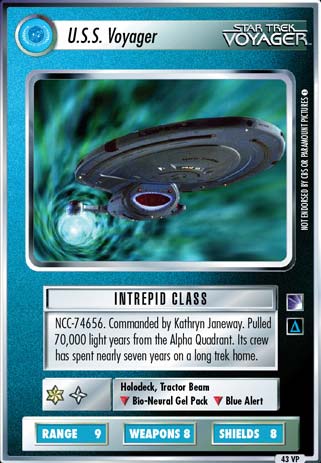 U.S.S. Voyager
STAR TREK
VOYAGER™
NOT ENDORSED BY CBS OR PARAMOUNT PICTURES
INTREPID CLASS
NCC-74656. Commanded by Kathryn Janeway. Pulled
70,000 light years from the Alpha Quadrant. Its crew
has spent nearly seven years on a long trek home.
Holodeck, Tractor Beam
Bio-Neural Gel Pack Blue Alert
RANGE 9 WEAPONS 8 SHIELDS 8
43 VP